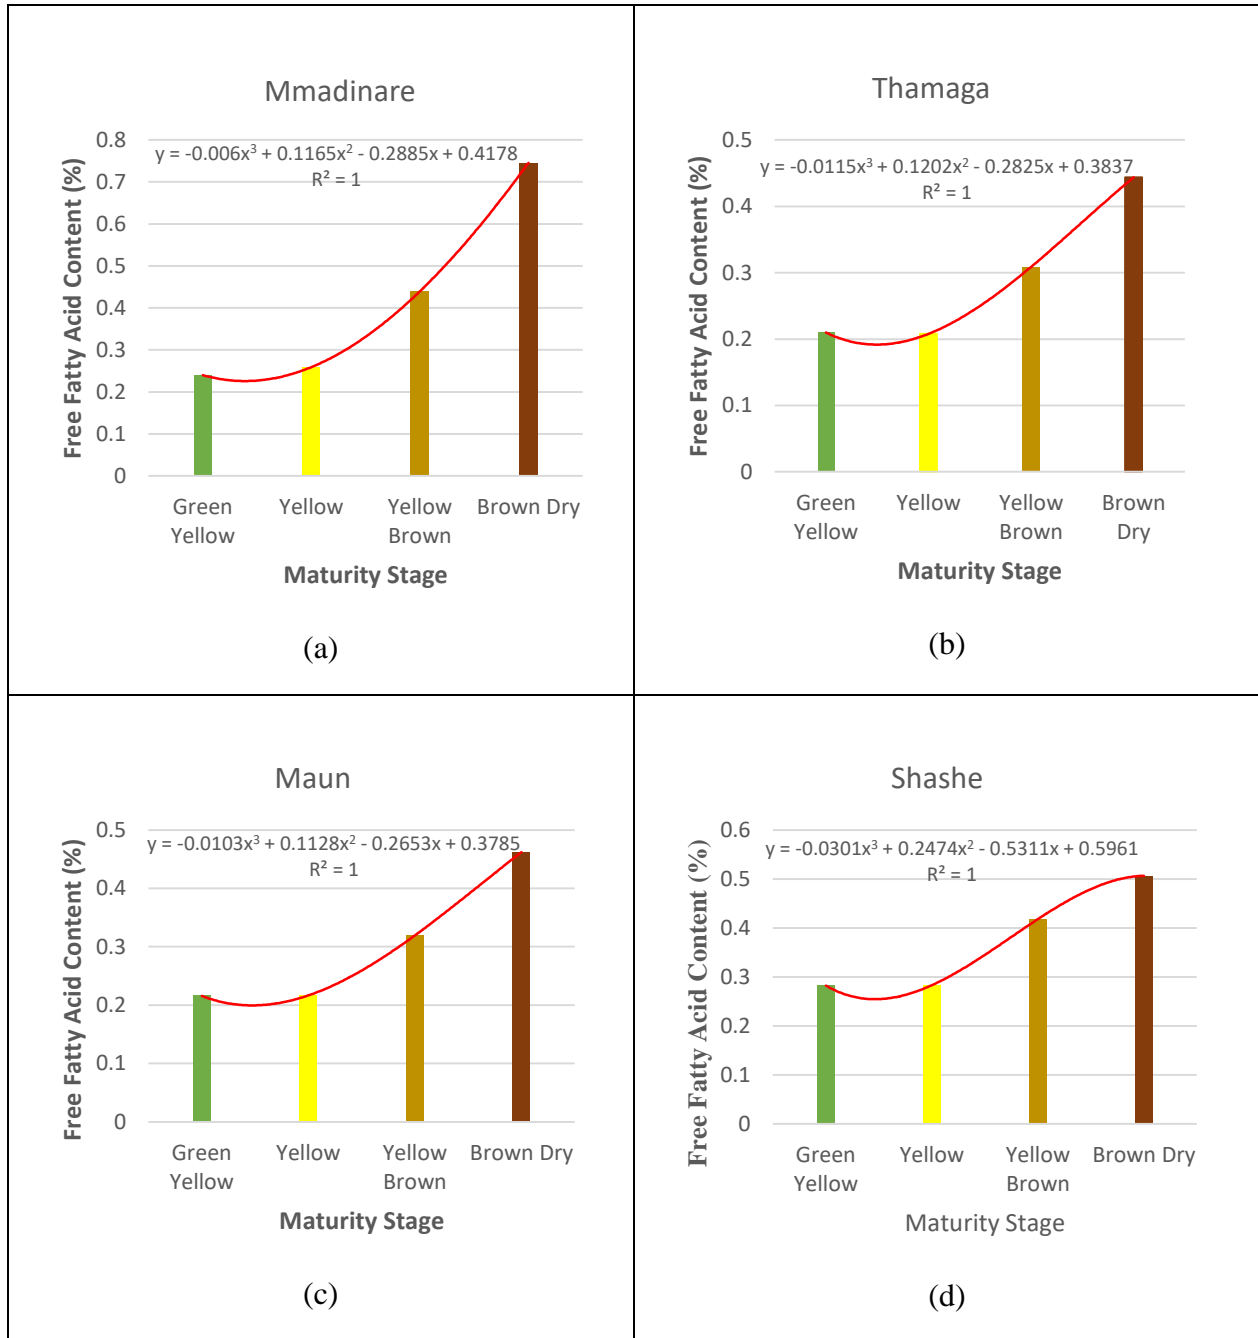 Mmadinare
y = -0.006x³ + 0.1165x² - 0.2885x + 0.4178
R² = 1
Free Fatty Acid Content (%)
0.8
0.7
0.6
0.5
0.4
0.3
0.2
0.1
0
Green Yellow Yellow Yellow Brown Brown Dry
Maturity Stage
(a)
Thamaga
y = -0.0115x³ + 0.1202x² - 0.2825x + 0.3837
R² = 1
Free Fatty Acid Content (%)
0.5
0.4
0.3
0.2
0.1
0
Green Yellow Yellow Yellow Brown Brown Dry
Maturity Stage
(b)
Maun
y = -0.0103x³ + 0.1128x² - 0.2653x + 0.3785
R² = 1
Free Fatty Acid Content (%)
0.5
0.4
0.3
0.2
0.1
0
Green Yellow Yellow Yellow Brown Brown Dry
Maturity Stage
(c)
Shashe
y = -0.0301x³ + 0.2474x² - 0.5311x + 0.5961
R² = 1
Free Fatty Acid Content (%)
0.6
0.5
0.4
0.3
0.2
0.1
0
Green Yellow Yellow Yellow Brown Brown Dry
Maturity Stage
(d)